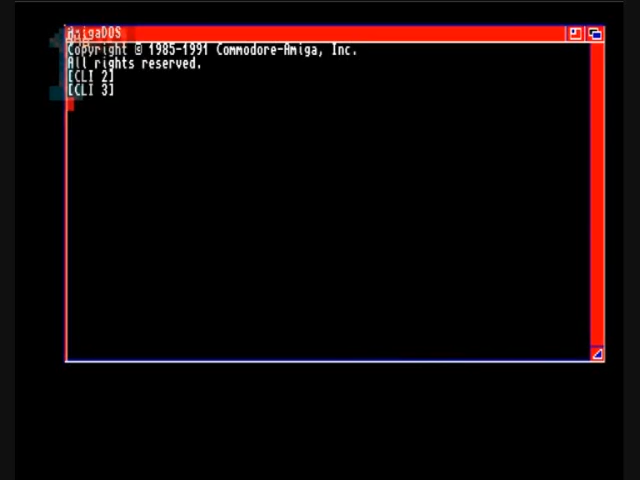 AmigaDOS
Copyright © 1985-1991 Commodore-Amiga, Inc.
All rights reserved.
[CLI 2]
[CLI 3]